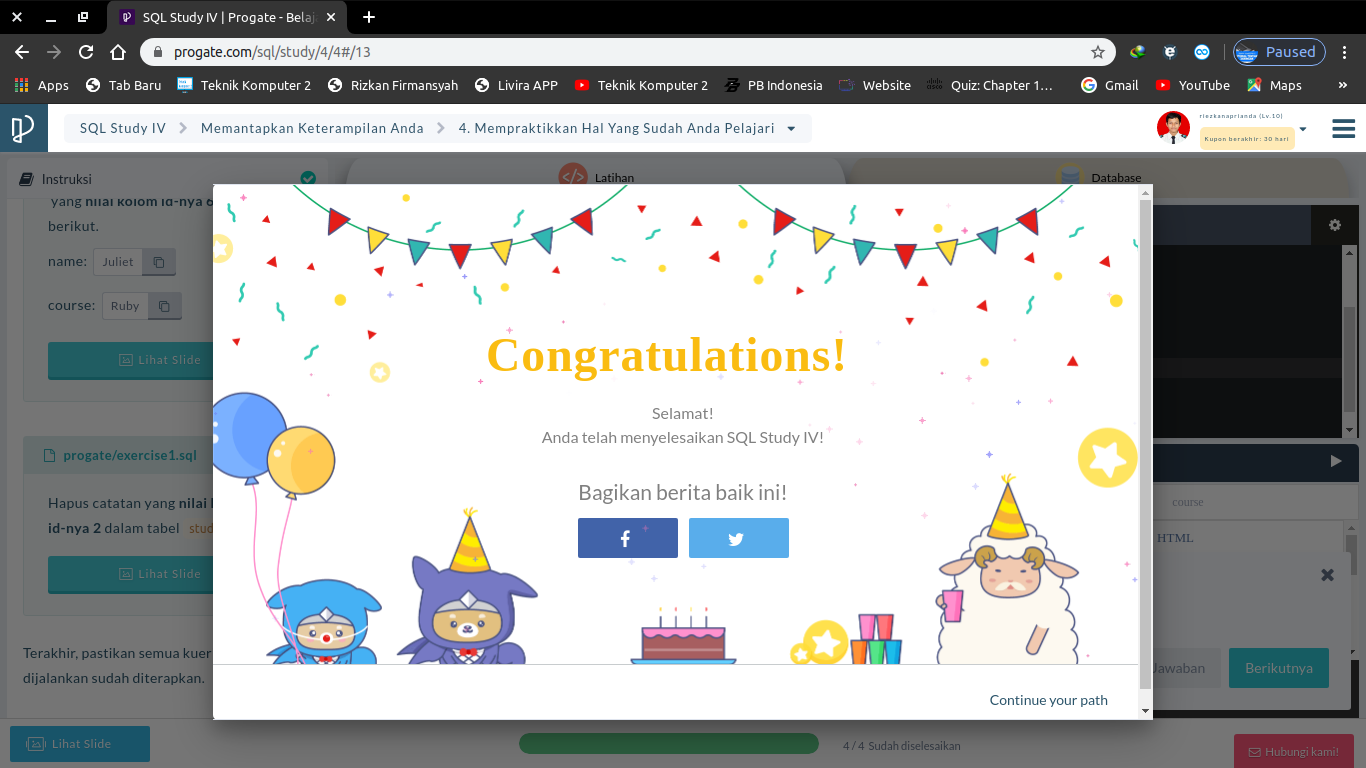 SQL Study IV | Progate - Belaj
progate.com/sql/study/4/4#/13
Paused
Apps
Tab Baru
Teknik Komputer 2
Rizkan Firmansyah
Livira APP
Teknik Komputer 2
PB Indonesia
Website
Quiz: Chapter 1…
Gmail
YouTube
Maps
»
SQL Study IV
Memantapkan Keterampilan Anda
4. Mempraktikkan Hal Yang Sudah Anda Pelajari
riezkanaprianda (Lv.10)
Kupon berakhir: 30 hari
Instruksi
Latihan
Database
yang nilai kolom id-nya 6
berikut.
name: Juliet
course: Ruby
Lihat Slide
progate/exercise1.sql
Hapus catatan yang nilai
id-nya 2 dalam tabel stud
Lihat Slide
Terakhir, pastikan semua kuer
dijalankan sudah diterapkan.
Congratulations!
Selamat!
Anda telah menyelesaikan SQL Study IV!
Bagikan berita baik ini!
Continue your path
course
HTML
Jawaban
Berikutnya
Lihat Slide
4 / 4 Sudah diselesaikan
Hubungi kami!